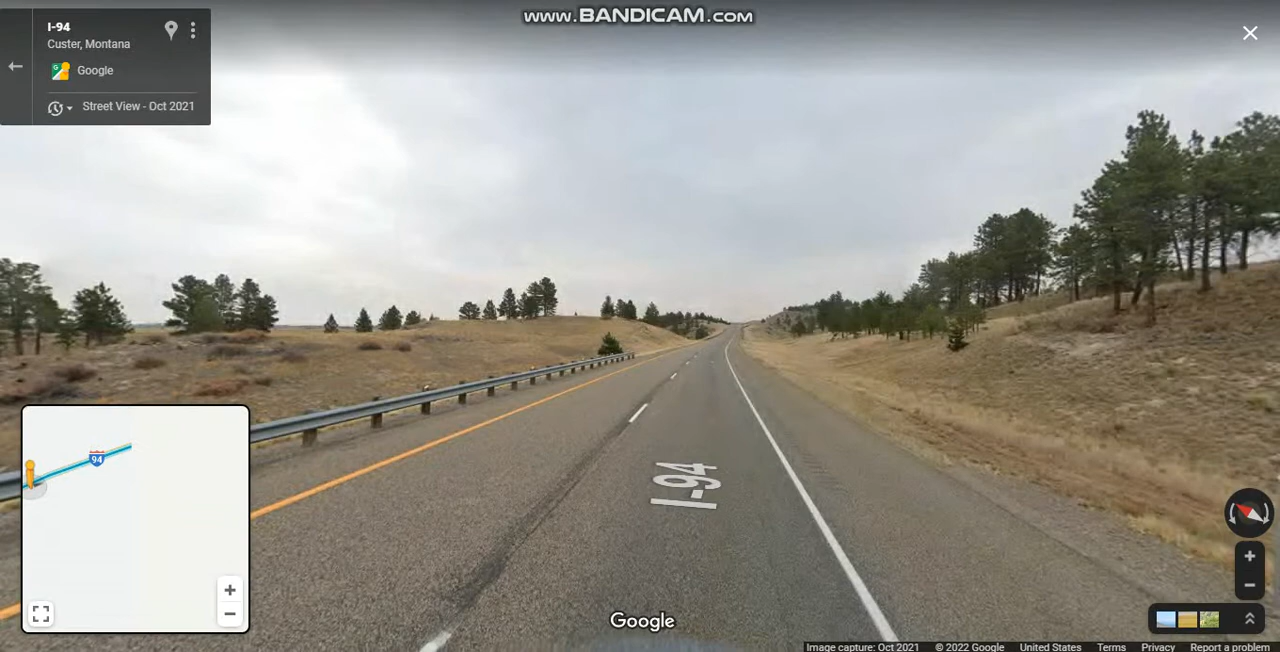 www.BANDICAM.com
I-94
Custer, Montana
Google
Street View - Oct 2021
94
I-94
Google
Image capture: Oct 2021 © 2022 Google United States Terms Privacy Report a problem